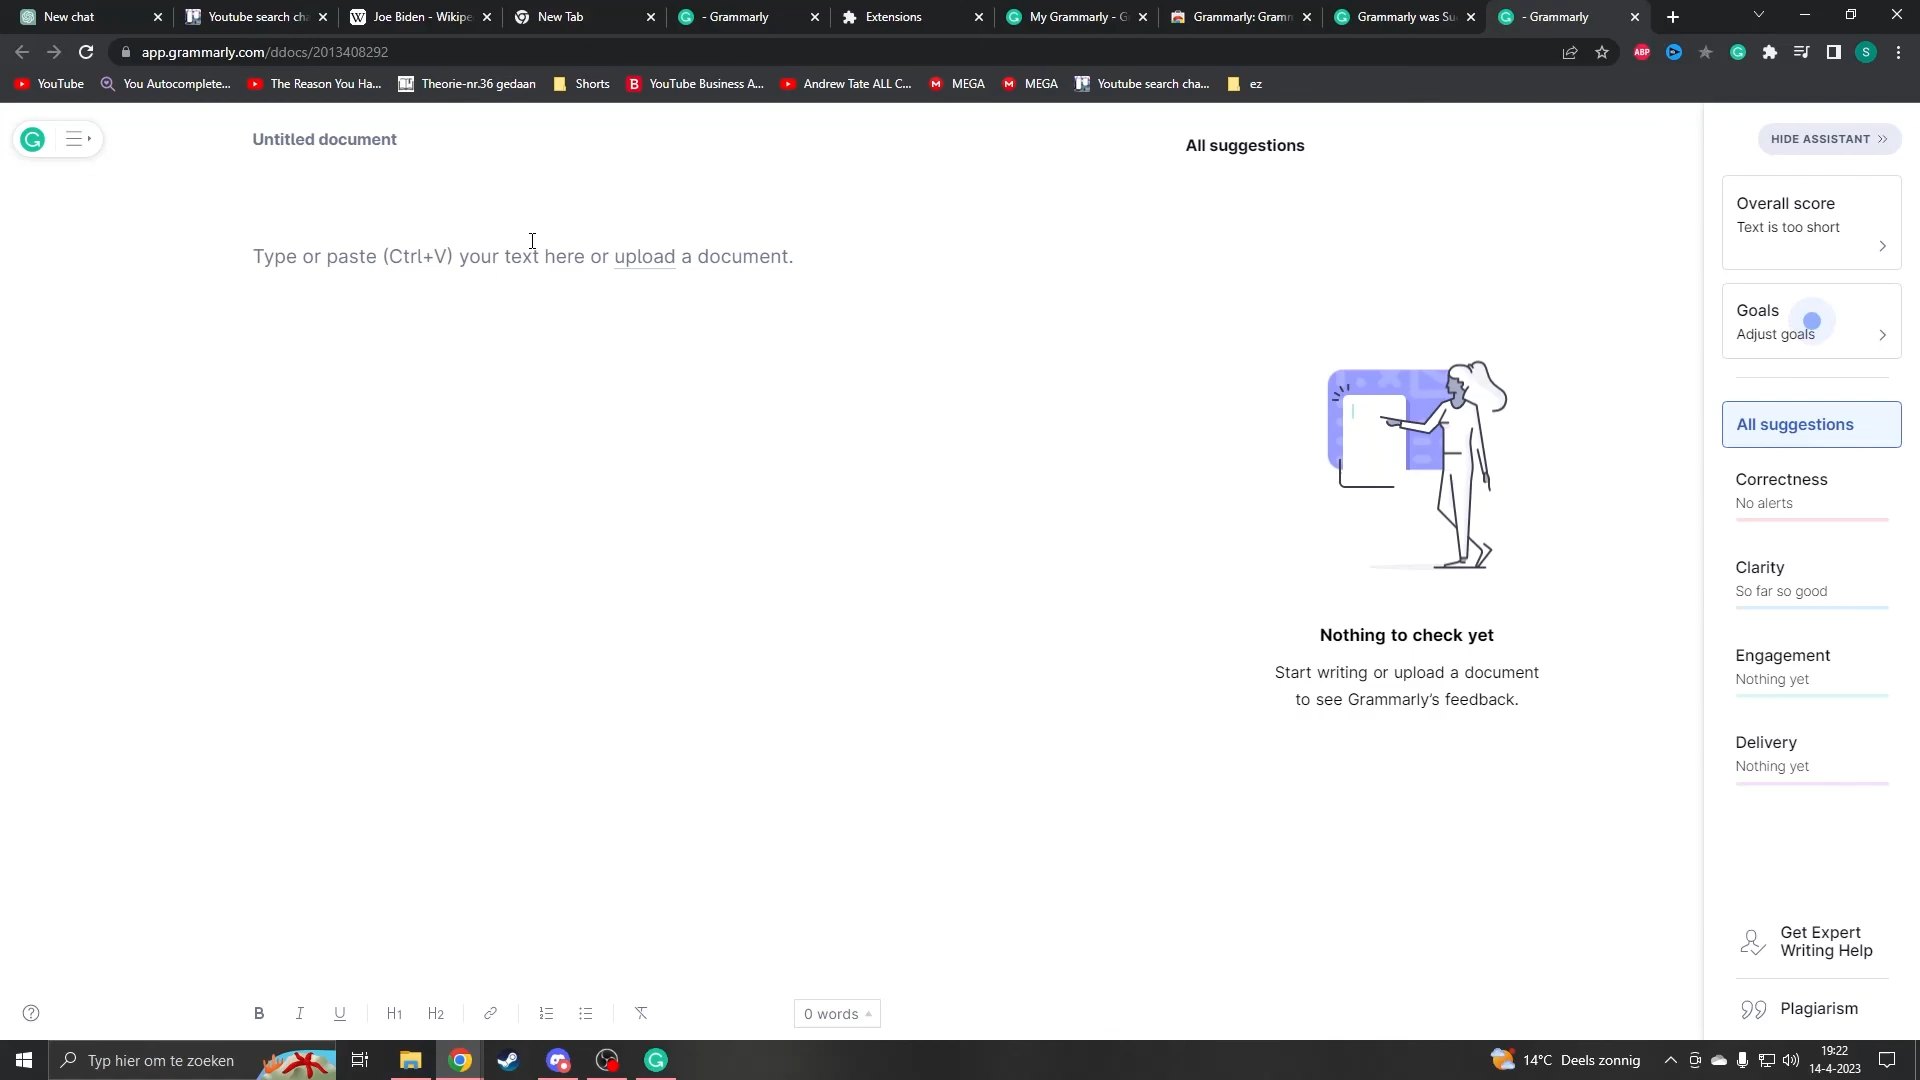 New chat
Youtube search cha
Joe Biden - Wikipe
New Tab
- Grammarly
Extensions
My Grammarly - G
Grammarly: Gramm
Grammarly was Su
- Grammarly
app.grammarly.com/ddocs/2013408292
ABP
S
YouTube
You Autocomplete...
The Reason You Ha...
Theorie-nr.36 gedaan
Shorts
YouTube Business A...
Andrew Tate ALL C...
MEGA
MEGA
Youtube search cha...
ez
Untitled document
All suggestions
HIDE ASSISTANT
Type or paste (Ctrl+V) your text here or upload a document.
Overall score
Text is too short
Goals
Adjust goals
All suggestions
Correctness
No alerts
Clarity
So far so good
Engagement
Nothing yet
Delivery
Nothing yet
Nothing to check yet
Start writing or upload a document
to see Grammarly's feedback.
Get Expert
Writing Help
Plagiarism
B I U H1 H2
0 words
Typ hier om te zoeken
14°C Deels zonnig
19:22
14-4-2023